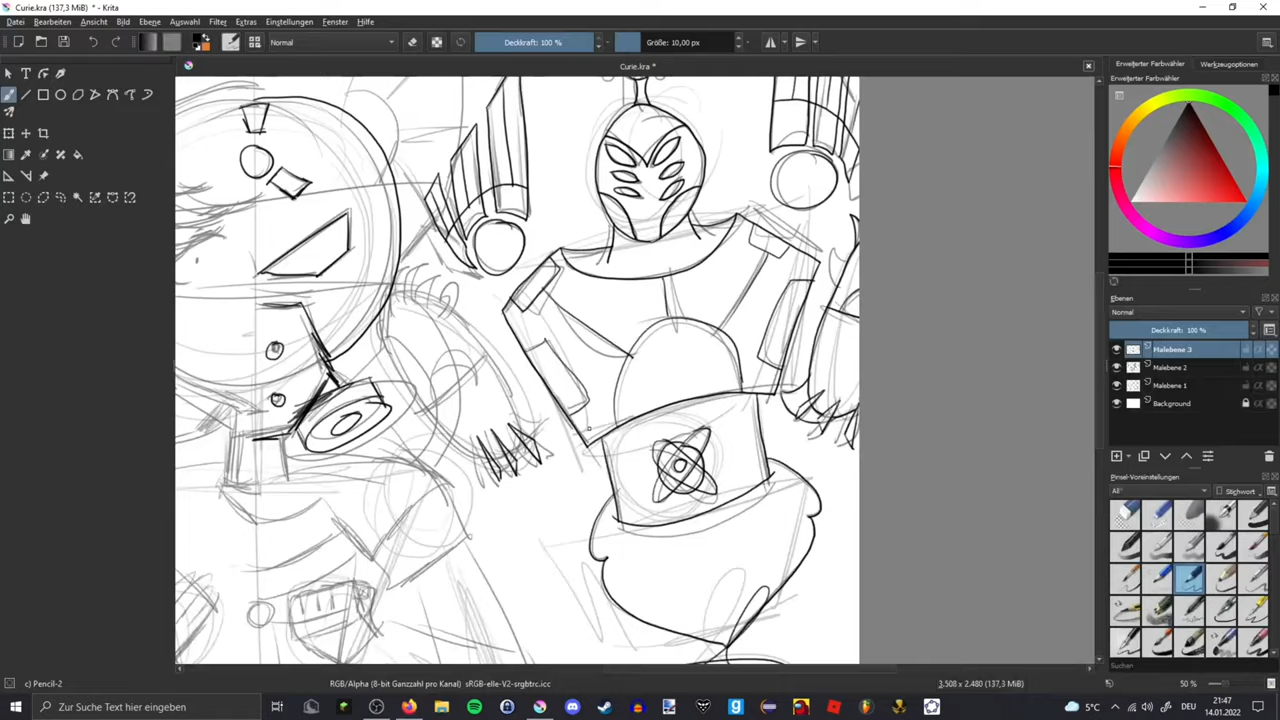 Curie.kra (137,3 MiB) * - Krita
Datei Bearbeiten Ansicht Ebene Auswahl Filter Extras Einstellungen Fenster Hilfe
Bild
Normal
Deckkraft: 100 %
Größe: 10,00 px
Curie.kra *
Erweiterter Farbwähler
Werkzeugoptionen
Erweiterter Farbwähler
Ebenen
Normal
Deckkraft: 100 %
Malebene 3
Malebene 2
Malebene 1
Background
Pinsel-Voreinstellungen
All
Stichwort
Suchen
c) Pencil-2
RGB/Alpha (8-bit Ganzzahl pro Kanal) sRGB-elle-V2-srgbtrc.icc
3.508 x 2.480 (137,3 MiB)
50 %
Zur Suche Text hier eingeben
5°C
DEU
21:47
14.01.2022